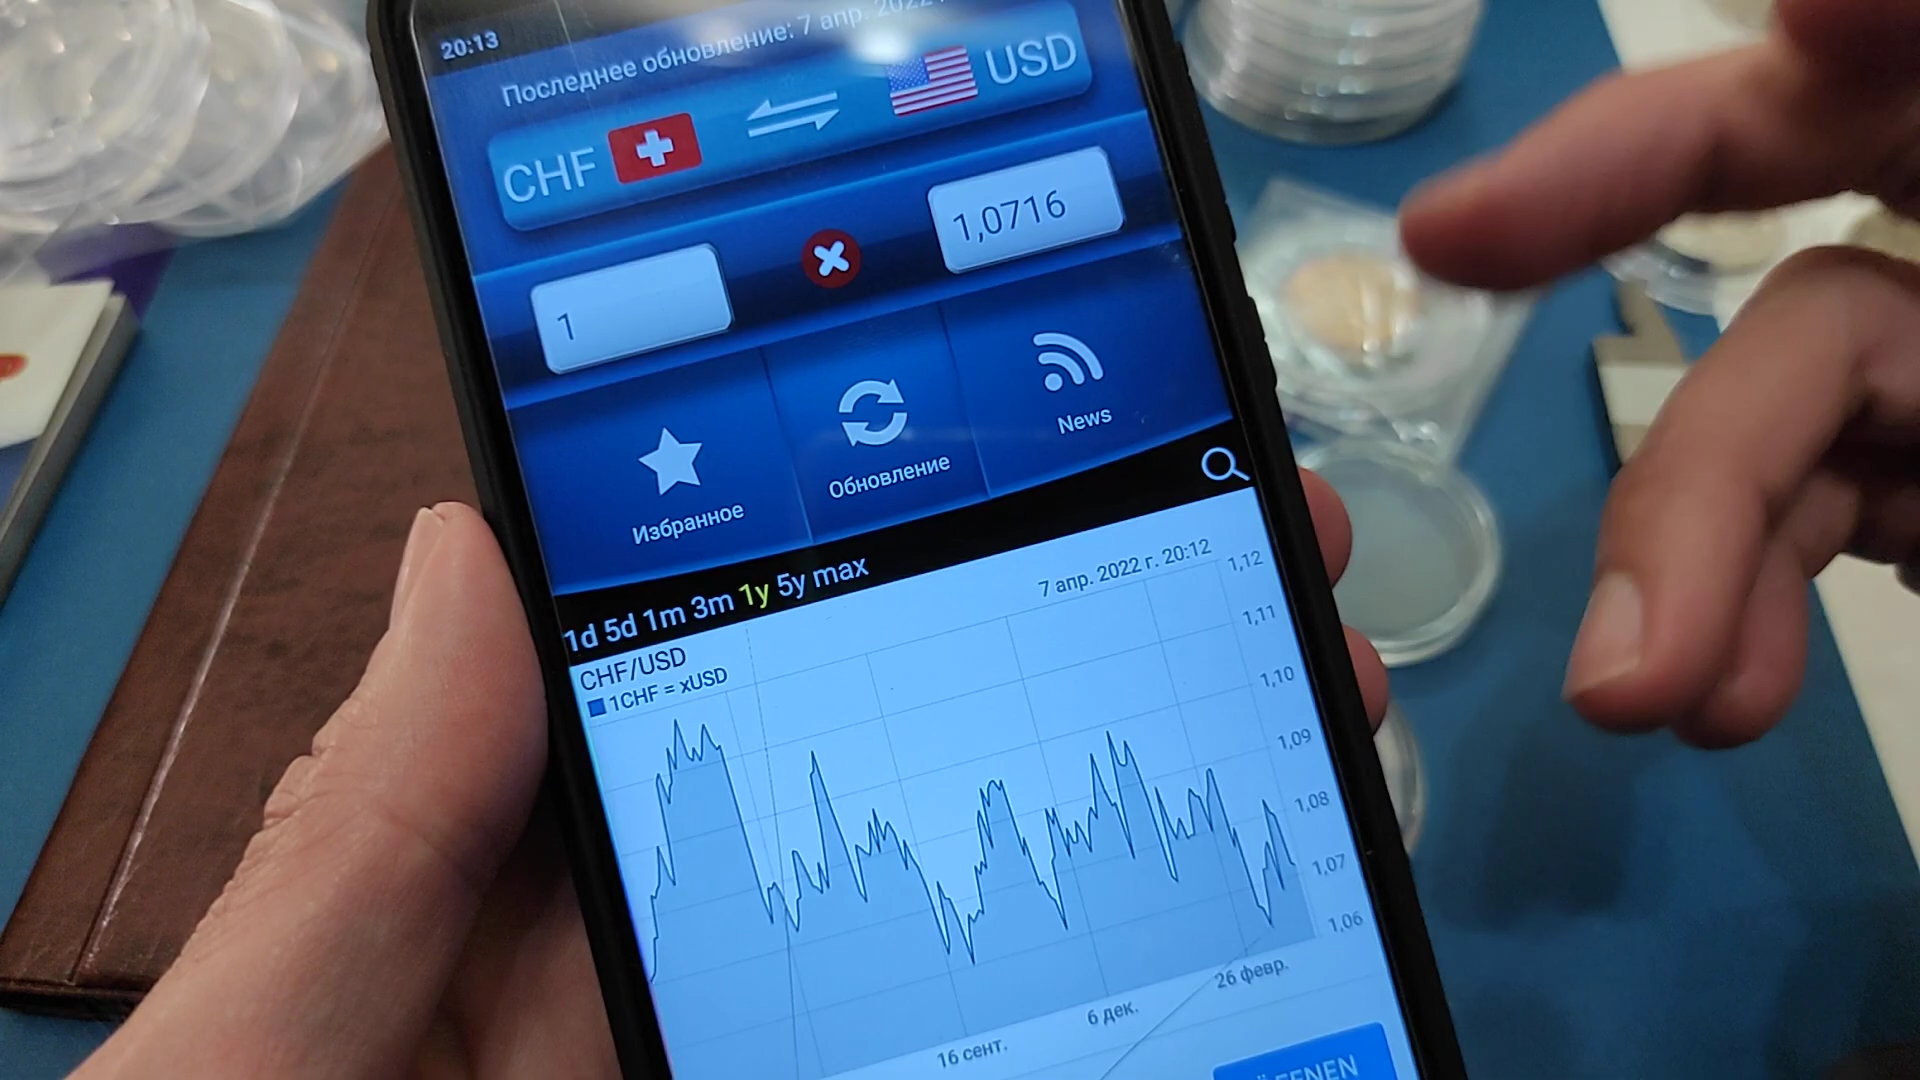 20:13
Последнее обновление: 7 апр. 2022
CHF USD
1 1,0716
Избранное Обновление News
1d 5d 1m 3m 1y 5y max
7 апр. 2022 г. 20:12
CHF/USD
1CHF = xUSD
1,12
1,11
1,10
1,09
1,08
1,07
1,06
16 сент. 6 дек. 26 февр.